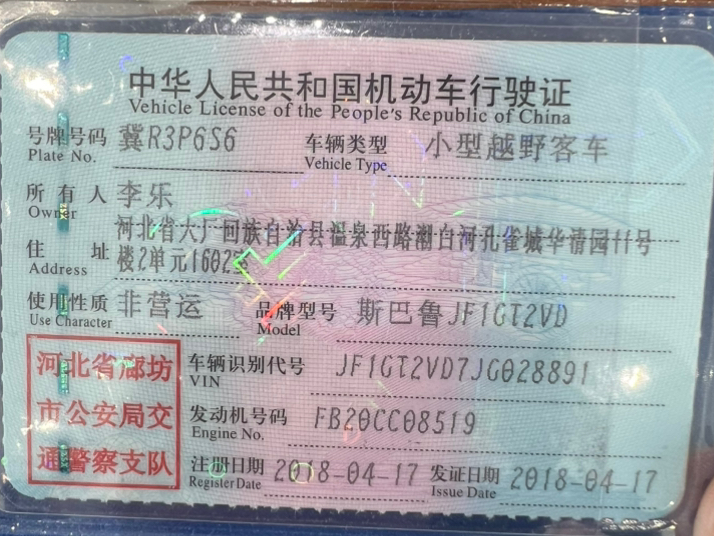 中华人民共和国机动车行驶证
Vehicle License of the People's Republic of China
号牌号码 冀R3P6S6 车辆类型 小型越野客车
Plate No. Vehicle Type
所有人 李乐
Owner
河北省大厂回族自治县温泉西路潮白河孔雀城华清园11号
住址 楼2单元1602室
Address
使用性质 非营运 品牌型号 斯巴鲁JF1GT2VD
Use Character Model
河北省廊坊 车辆识别代号 JF1GT2VD7JG028891
VIN
市公安局交 发动机号码 FB20CC08519
Engine No.
通警察支队 注册日期 2018-04-17 发证日期 2018-04-17
Register Date Issue Date